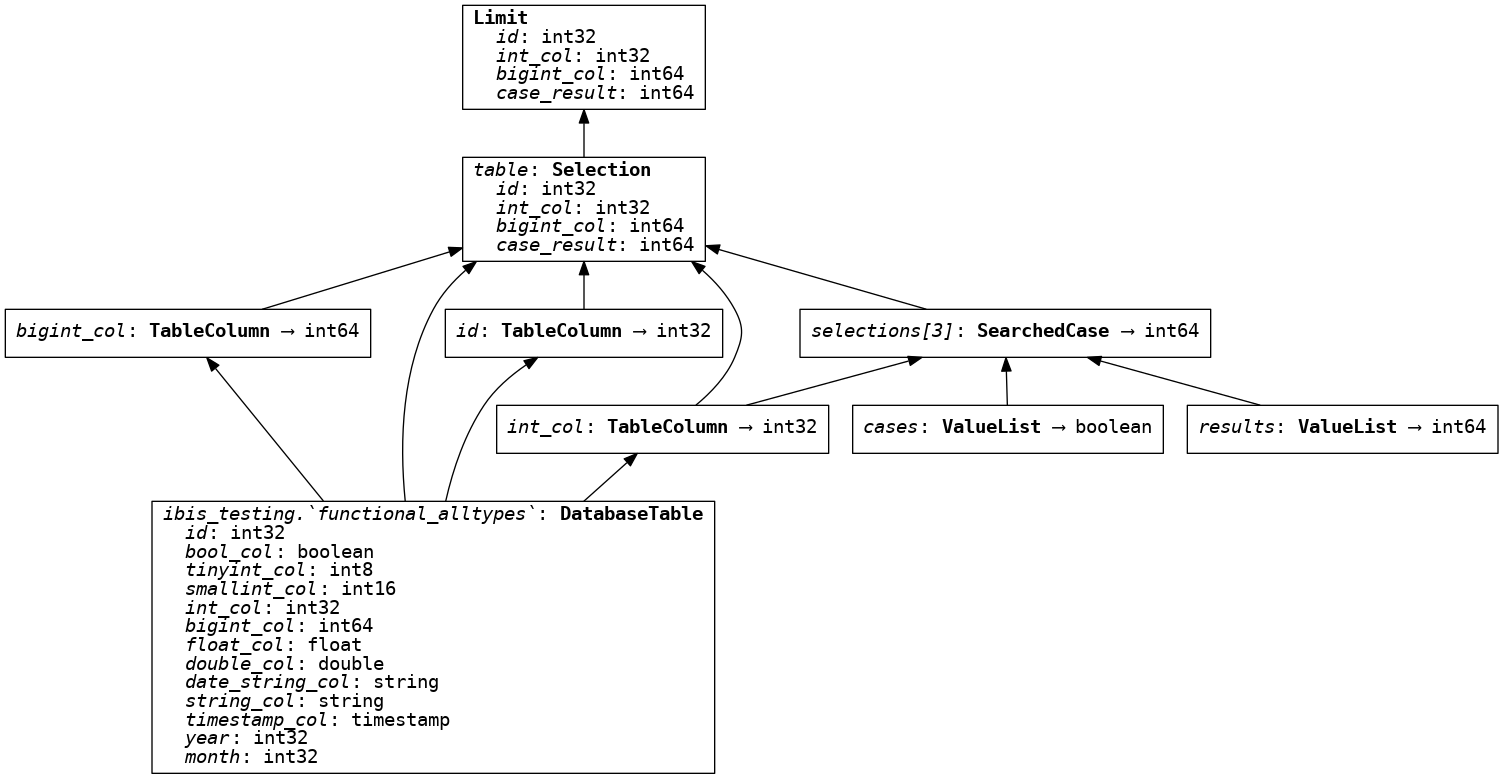 Limit
id: int32
int_col: int32
bigint_col: int64
case_result: int64
table: Selection
id: int32
int_col: int32
bigint_col: int64
case_result: int64
bigint_col: TableColumn → int64
id: TableColumn → int32
selections[3]: SearchedCase → int64
int_col: TableColumn → int32
cases: ValueList → boolean
results: ValueList → int64
ibis_testing.`functional_alltypes`: DatabaseTable
id: int32
bool_col: boolean
tinyint_col: int8
smallint_col: int16
int_col: int32
bigint_col: int64
float_col: float
double_col: double
date_string_col: string
string_col: string
timestamp_col: timestamp
year: int32
month: int32